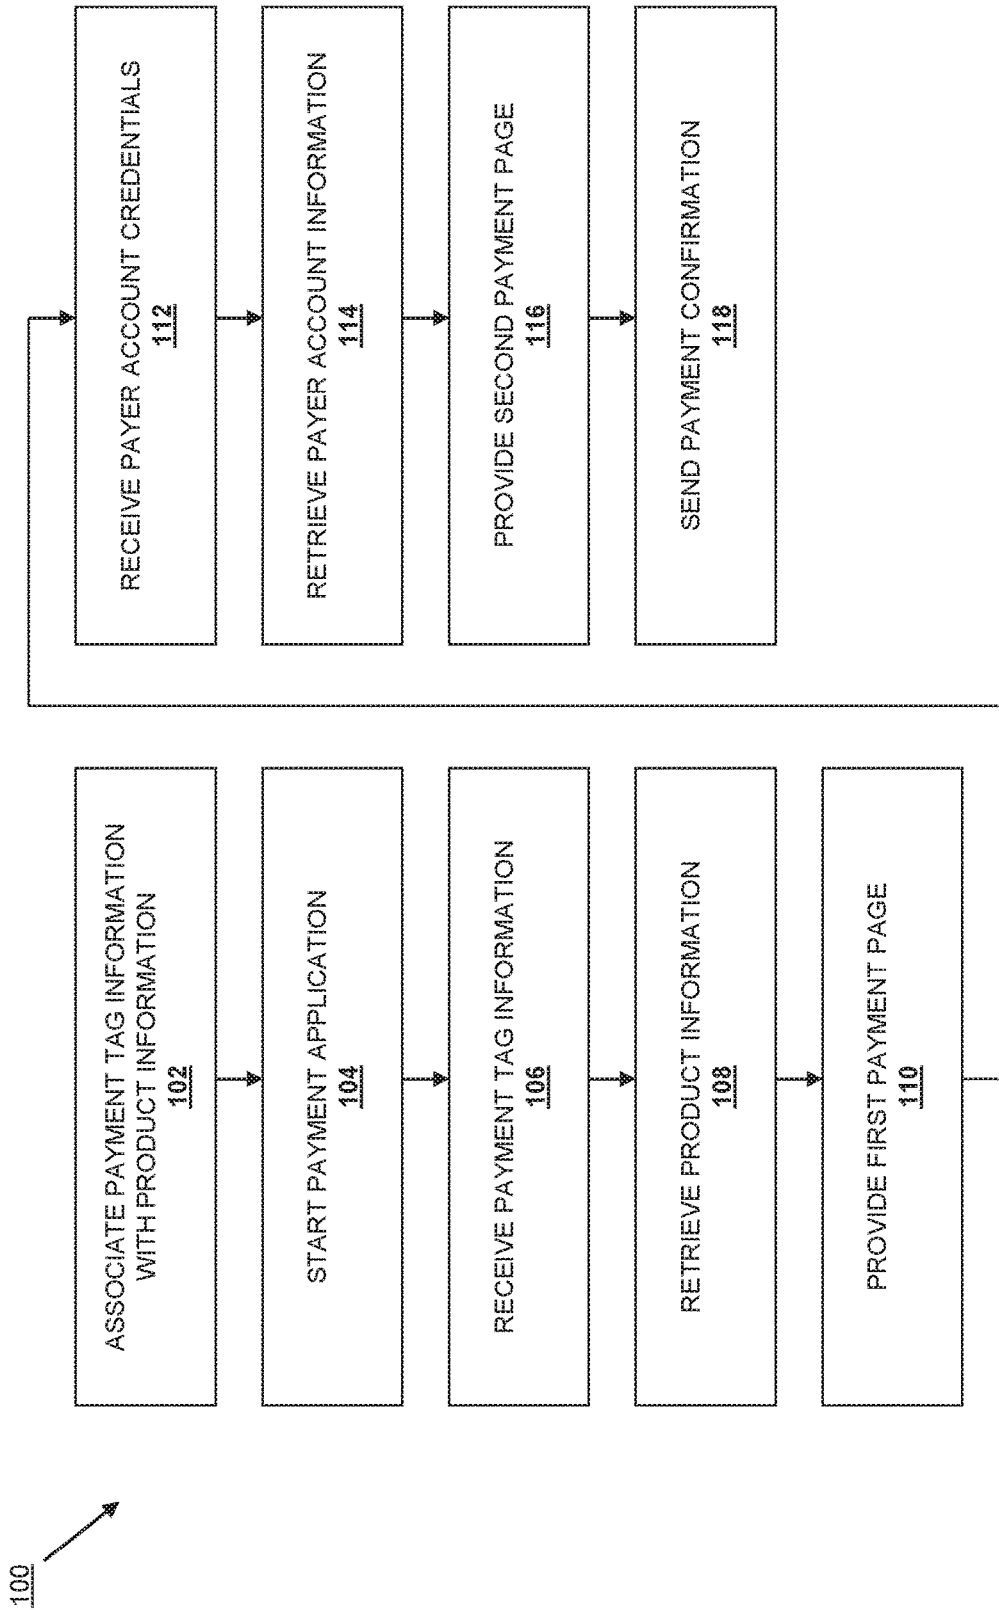 100
ASSOCIATE PAYMENT TAG INFORMATION
WITH PRODUCT INFORMATION
102
START PAYMENT APPLICATION
104
RECEIVE PAYMENT TAG INFORMATION
106
RETRIEVE PRODUCT INFORMATION
108
PROVIDE FIRST PAYMENT PAGE
110
RECEIVE PAYER ACCOUNT CREDENTIALS
112
RETRIEVE PAYER ACCOUNT INFORMATION
114
PROVIDE SECOND PAYMENT PAGE
116
SEND PAYMENT CONFIRMATION
118